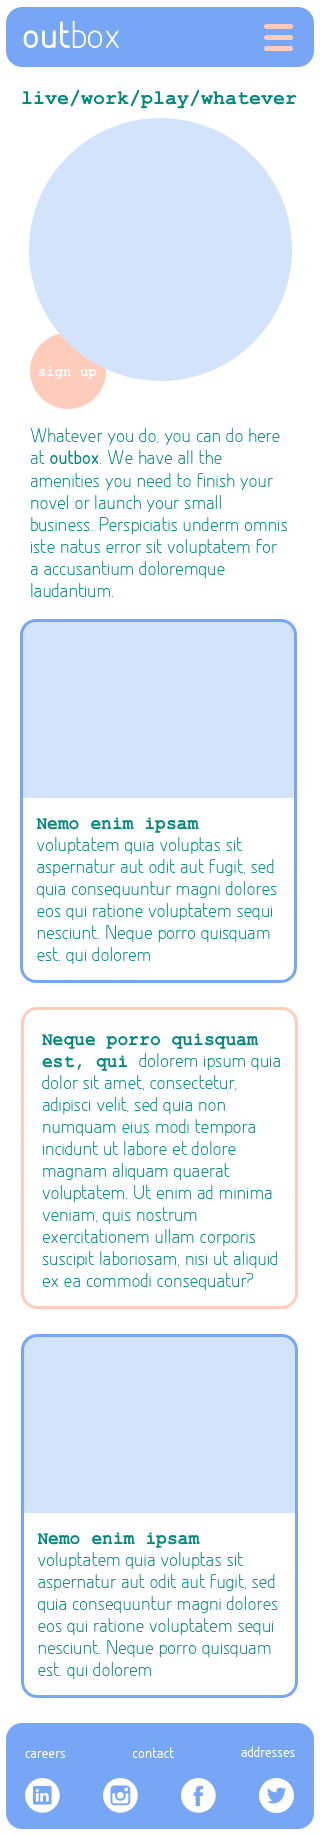 outbox
live/work/play/whatever
sign up
Whatever you do, you can do here
at outbox. We have all the
amenities you need to finish your
novel or launch your small
business. Perspiciatis underm omnis
iste natus error sit voluptatem for
a accusantium doloremque
laudantium.
Nemo enim ipsam
voluptatem quia voluptas sit
aspernatur aut odit aut fugit, sed
quia consequuntur magni dolores
eos qui ratione voluptatem sequi
nesciunt. Neque porro quisquam
est. qui dolorem
Neque porro quisquam
est, qui dolorem ipsum quia
dolor sit amet, consectetur,
adipisci velit, sed quia non
numquam eius modi tempora
incidunt ut labore et dolore
magnam aliquam quaerat
voluptatem. Ut enim ad minima
veniam, quis nostrum
exercitationem ullam corporis
suscipit laboriosam, nisi ut aliquid
ex ea commodi consequatur?
Nemo enim ipsam
voluptatem quia voluptas sit
aspernatur aut odit aut fugit, sed
quia consequuntur magni dolores
eos qui ratione voluptatem sequi
nesciunt. Neque porro quisquam
est. qui dolorem
careers contact addresses